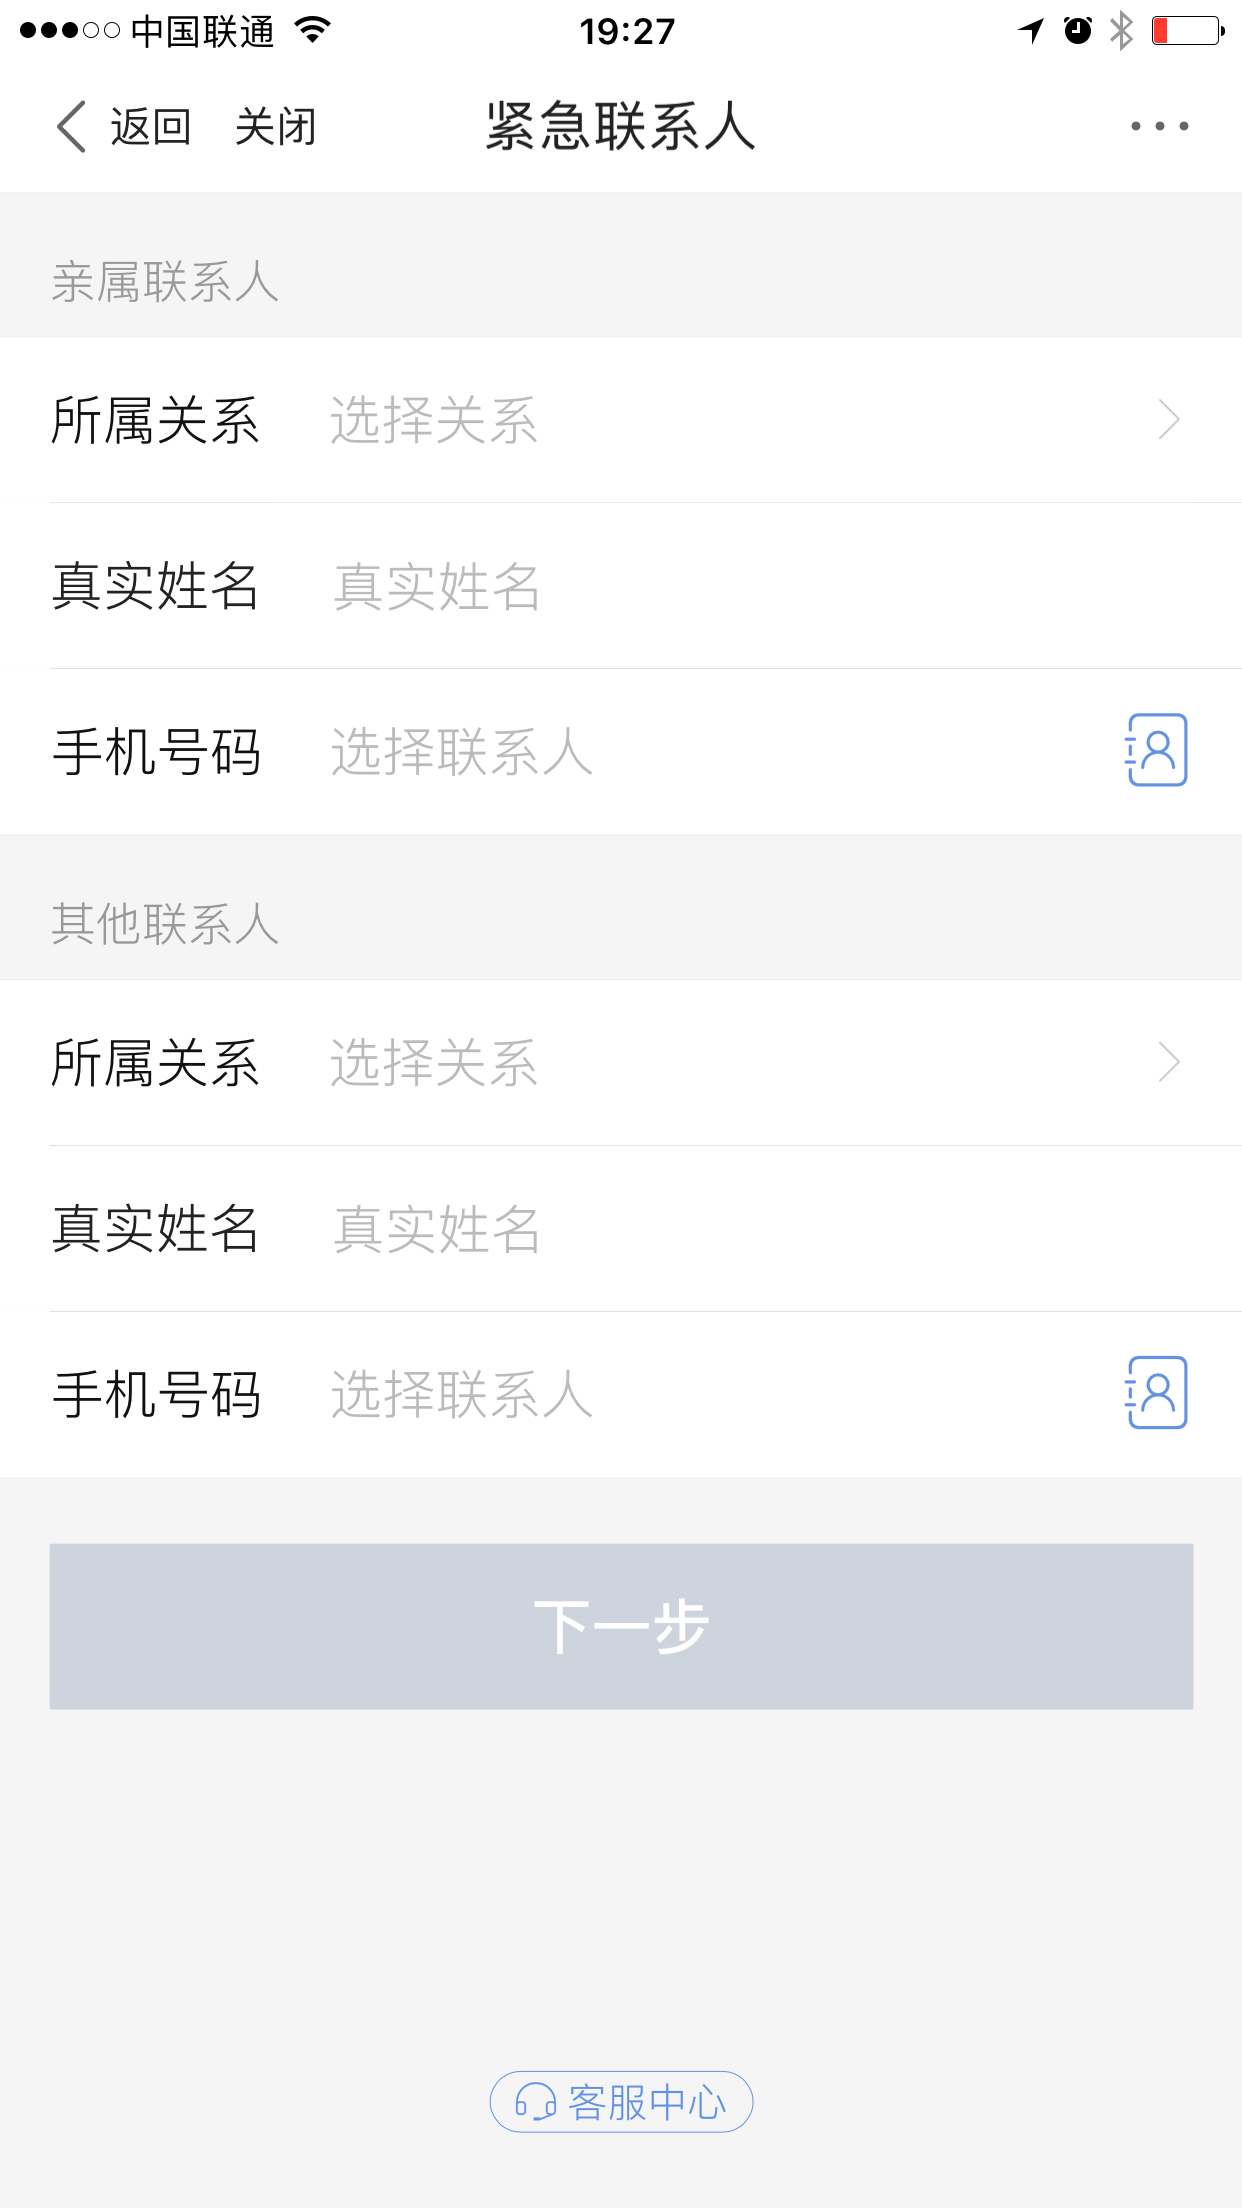 中国联通 19:27
返回 关闭 紧急联系人
亲属联系人
所属关系 选择关系
真实姓名 真实姓名
手机号码 选择联系人
其他联系人
所属关系 选择关系
真实姓名 真实姓名
手机号码 选择联系人
下一步
客服中心